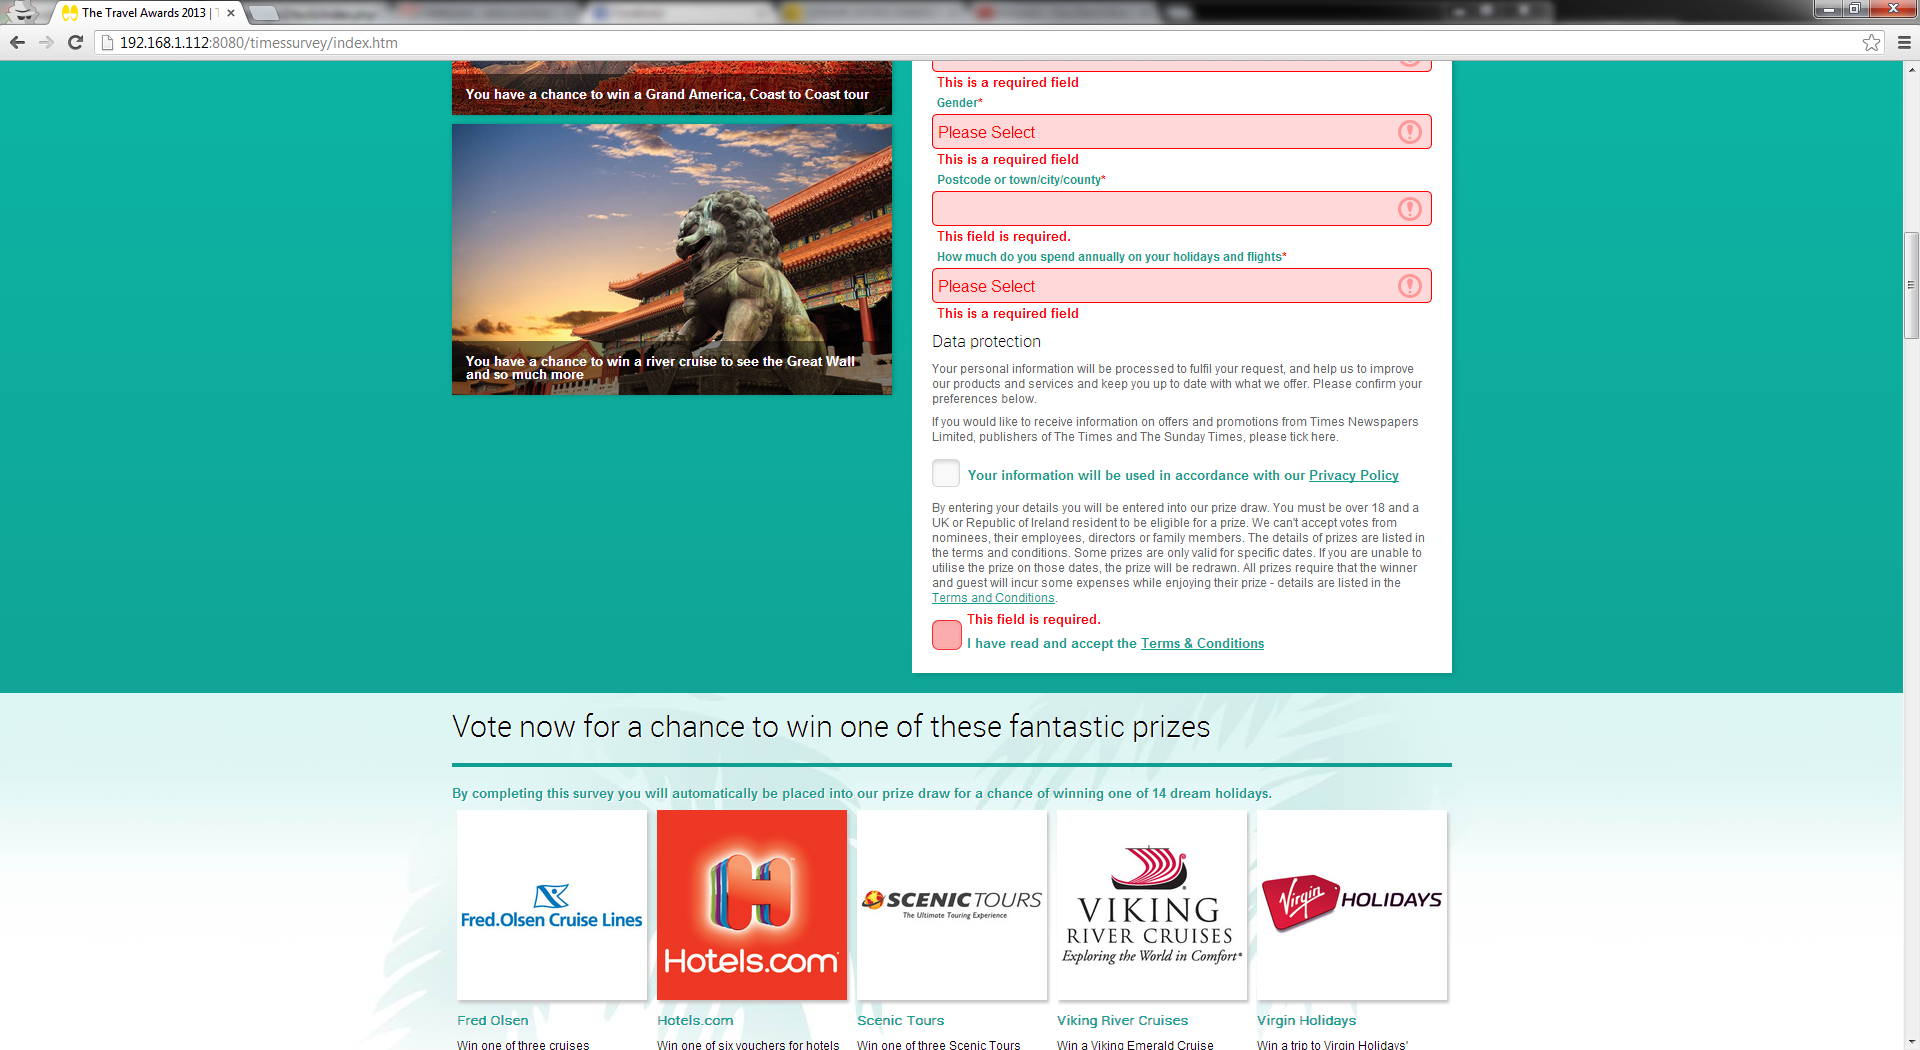 The Travel Awards 2013 | T
192.168.1.112:8080/timessurvey/index.htm
You have a chance to win a Grand America, Coast to Coast tour
You have a chance to win a river cruise to see the Great Wall
and so much more
This is a required field
Gender*
Please Select
This is a required field
Postcode or town/city/county*
This field is required.
How much do you spend annually on your holidays and flights*
Please Select
This is a required field
Data protection
Your personal information will be processed to fulfil your request, and help us to improve
our products and services and keep you up to date with what we offer. Please confirm your
preferences below.
If you would like to receive information on offers and promotions from Times Newspapers
Limited, publishers of The Times and The Sunday Times, please tick here.
Your information will be used in accordance with our Privacy Policy
By entering your details you will be entered into our prize draw. You must be over 18 and a
UK or Republic of Ireland resident to be eligible for a prize. We can't accept votes from
nominees, their employees, directors or family members. The details of prizes are listed in
the terms and conditions. Some prizes are only valid for specific dates. If you are unable to
utilise the prize on those dates, the prize will be redrawn. All prizes require that the winner
and guest will incur some expenses while enjoying their prize - details are listed in the
Terms and Conditions.
This field is required.
I have read and accept the Terms & Conditions
Vote now for a chance to win one of these fantastic prizes
By completing this survey you will automatically be placed into our prize draw for a chance of winning one of 14 dream holidays.
Fred.Olsen Cruise Lines
Hotels.com
SCENIC TOURS
The Ultimate Touring Experience
VIKING
RIVER CRUISES
Exploring the World in Comfort®
Virgin HOLIDAYS
Fred Olsen
Hotels.com
Scenic Tours
Viking River Cruises
Virgin Holidays
Win one of three cruises
Win one of six vouchers for hotels
Win one of three Scenic Tours
Win a Viking Emerald Cruise
Win a trip to Virgin Holidays'